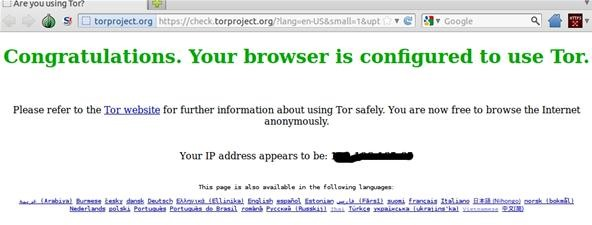 Are you using Tor?
torproject.org https://check.torproject.org/?lang=en-US&small=1&upt Google
Congratulations. Your browser is configured to use Tor.
Please refer to the Tor website for further information about using Tor safely. You are now free to browse the Internet
anonymously.
Your IP address appears to be:
This page is also available in the following languages:
عربية (Arabiya) Burmese česky dansk Deutsch Ελληνικά (Ellinika) English español Estonian فارسی (Fārsī) suomi français Italiano 日本語 (Nihongo) norsk (bokmål)
Nederlands polski Português Português do Brasil română Русский (Russkij) Thai Türkçe українська (ukrajins'ka) Vietnamese 中文(简)